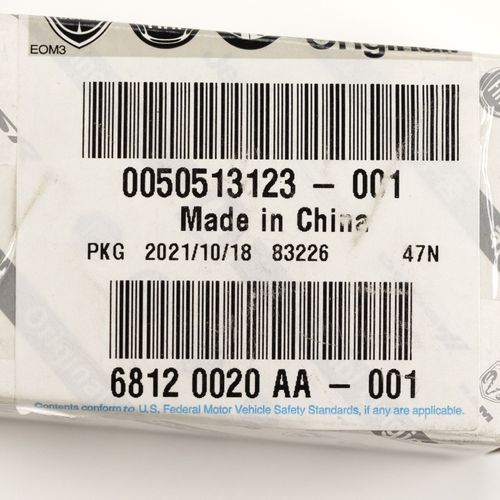 Original
EOM3
0050513123 - 001
Made in China
PKG 2021/10/18 83226 47N
6812 0020 AA - 001
Contents conform to U.S. Federal Motor Vehicle Safety Standards, if any are applicable.